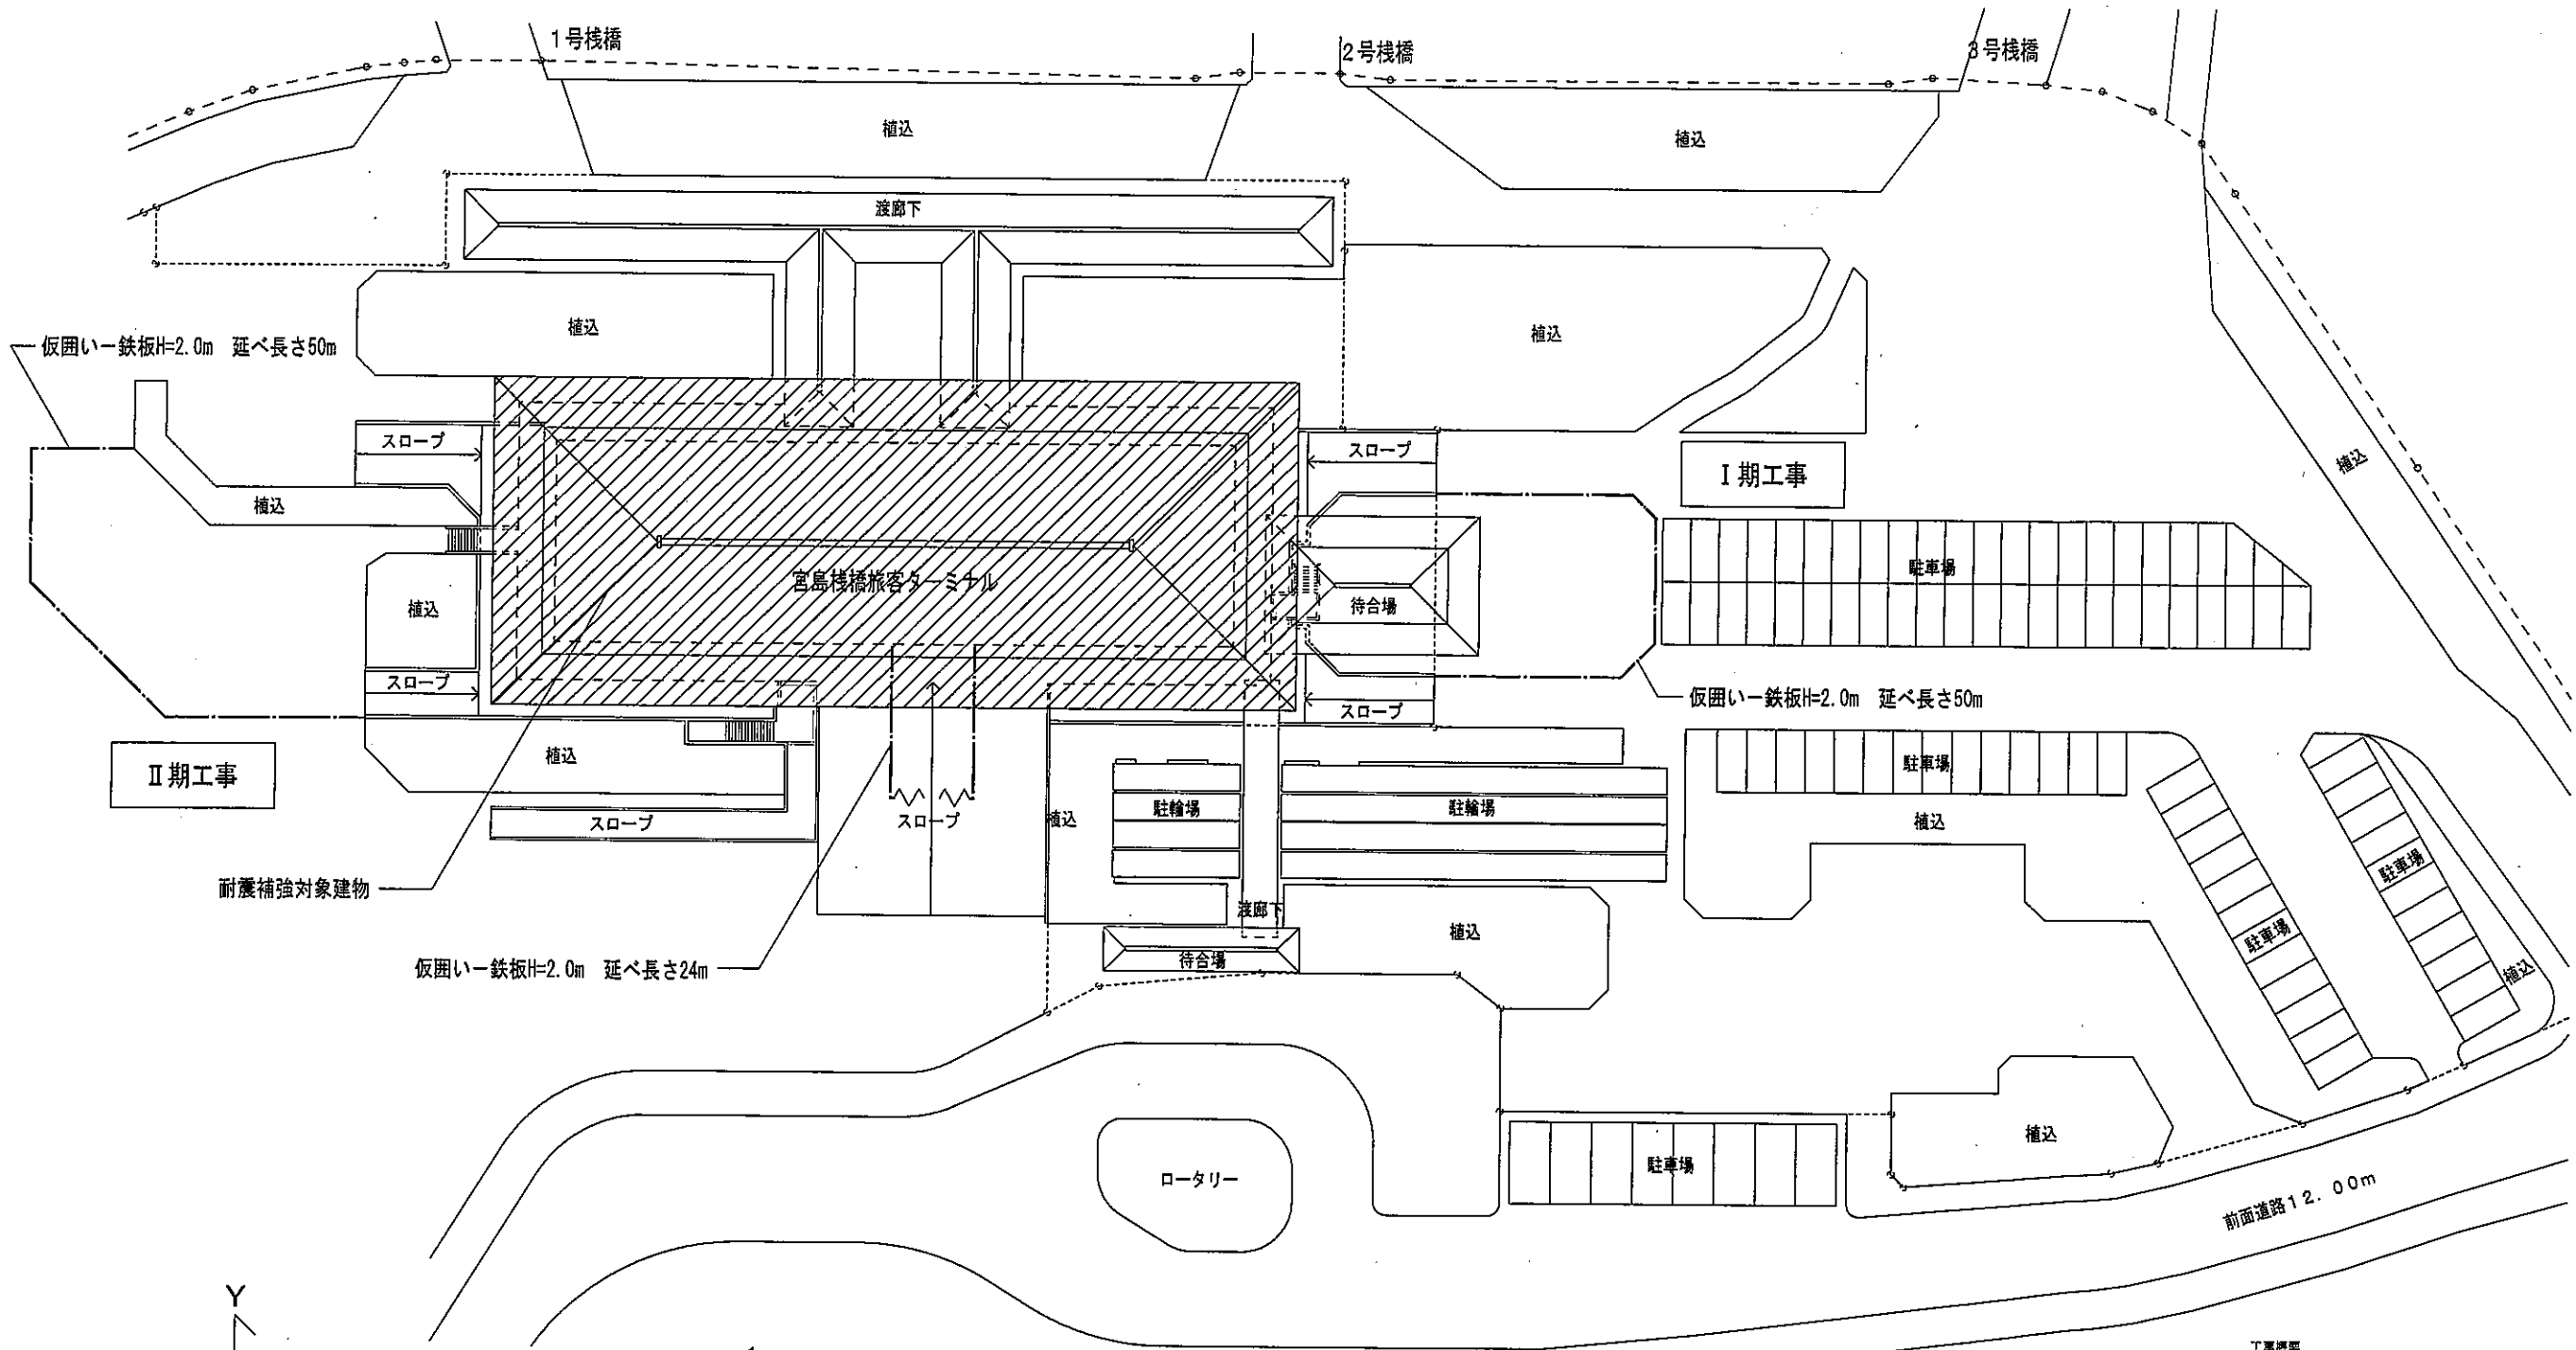 1号桟橋
2号桟橋
3号桟橋
植込
植込
渡廊下
植込
植込
仮囲いー鉄板H=2.0m 延べ長さ50m
スロープ
スロープ
Ⅰ期工事
植込
植込
宮島桟橋旅客ターミナル
駐車場
待合場
植込
スロープ
スロープ
仮囲いー鉄板H=2.0m 延べ長さ50m
Ⅱ期工事
植込
駐車場
スロープ
スロープ
植込
駐輪場
駐輪場
植込
駐車場
耐震補強対象建物
渡廊下
植込
駐車場
仮囲いー鉄板H=2.0m 延べ長さ24m
待合場
植込
植込
駐車場
ロータリー
前面道路12.00m
Y
工事概要